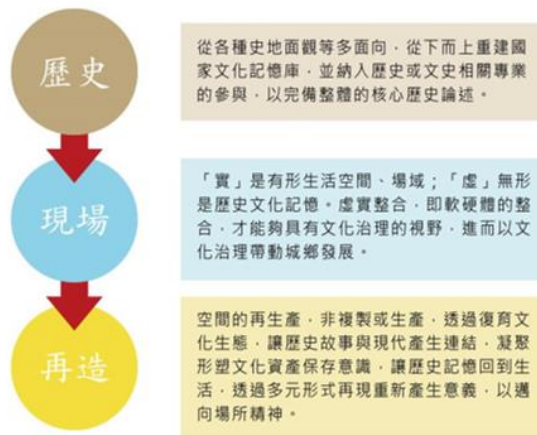 歷史
從各種史地面觀等多面向，從下而上重建國
家文化記憶庫，並納入歷史或文史相關專業
的參與，以完備整體的核心歷史論述。
現場
「實」是有形生活空間、場域；「虛」無形
是歷史文化記憶。虛實整合，即軟硬體的整
合，才能夠具有文化治理的視野，進而以文
化治理帶動城鄉發展。
再造
空間的再生產，非複製或生產，透過復育文
化生態，讓歷史故事與現代產生連結，凝聚
形塑文化資產保存意識，讓歷史記憶回到生
活，透過多元形式再現重新產生意義，以邁
向場所精神。